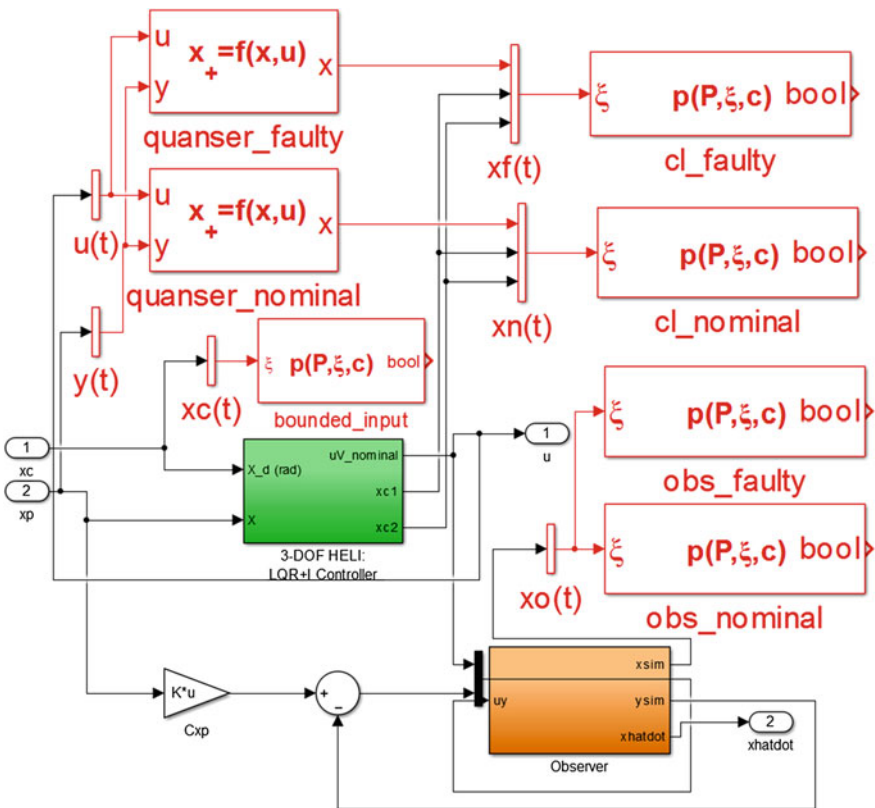 u
y
x+=f(x,u)
x
quanser_faulty
ξ
p(P,ξ,c)
bool
cl_faulty
xf(t)
u(t)
u
y
x+=f(x,u)
x
quanser_nominal
ξ
p(P,ξ,c)
bool
cl_nominal
xn(t)
y(t)
xc(t)
ξ
p(P,ξ,c)
bool
bounded_input
1
xc
2
xp
X_d (rad)
X
uV_nominal
xc1
xc2
3-DOF HELI:
LQR+I Controller
1
u
ξ
p(P,ξ,c)
bool
obs_faulty
ξ
p(P,ξ,c)
bool
obs_nominal
xo(t)
K*u
Cxp
+
−
uy
xsim
ysim
xhatdot
Observer
2
xhatdot